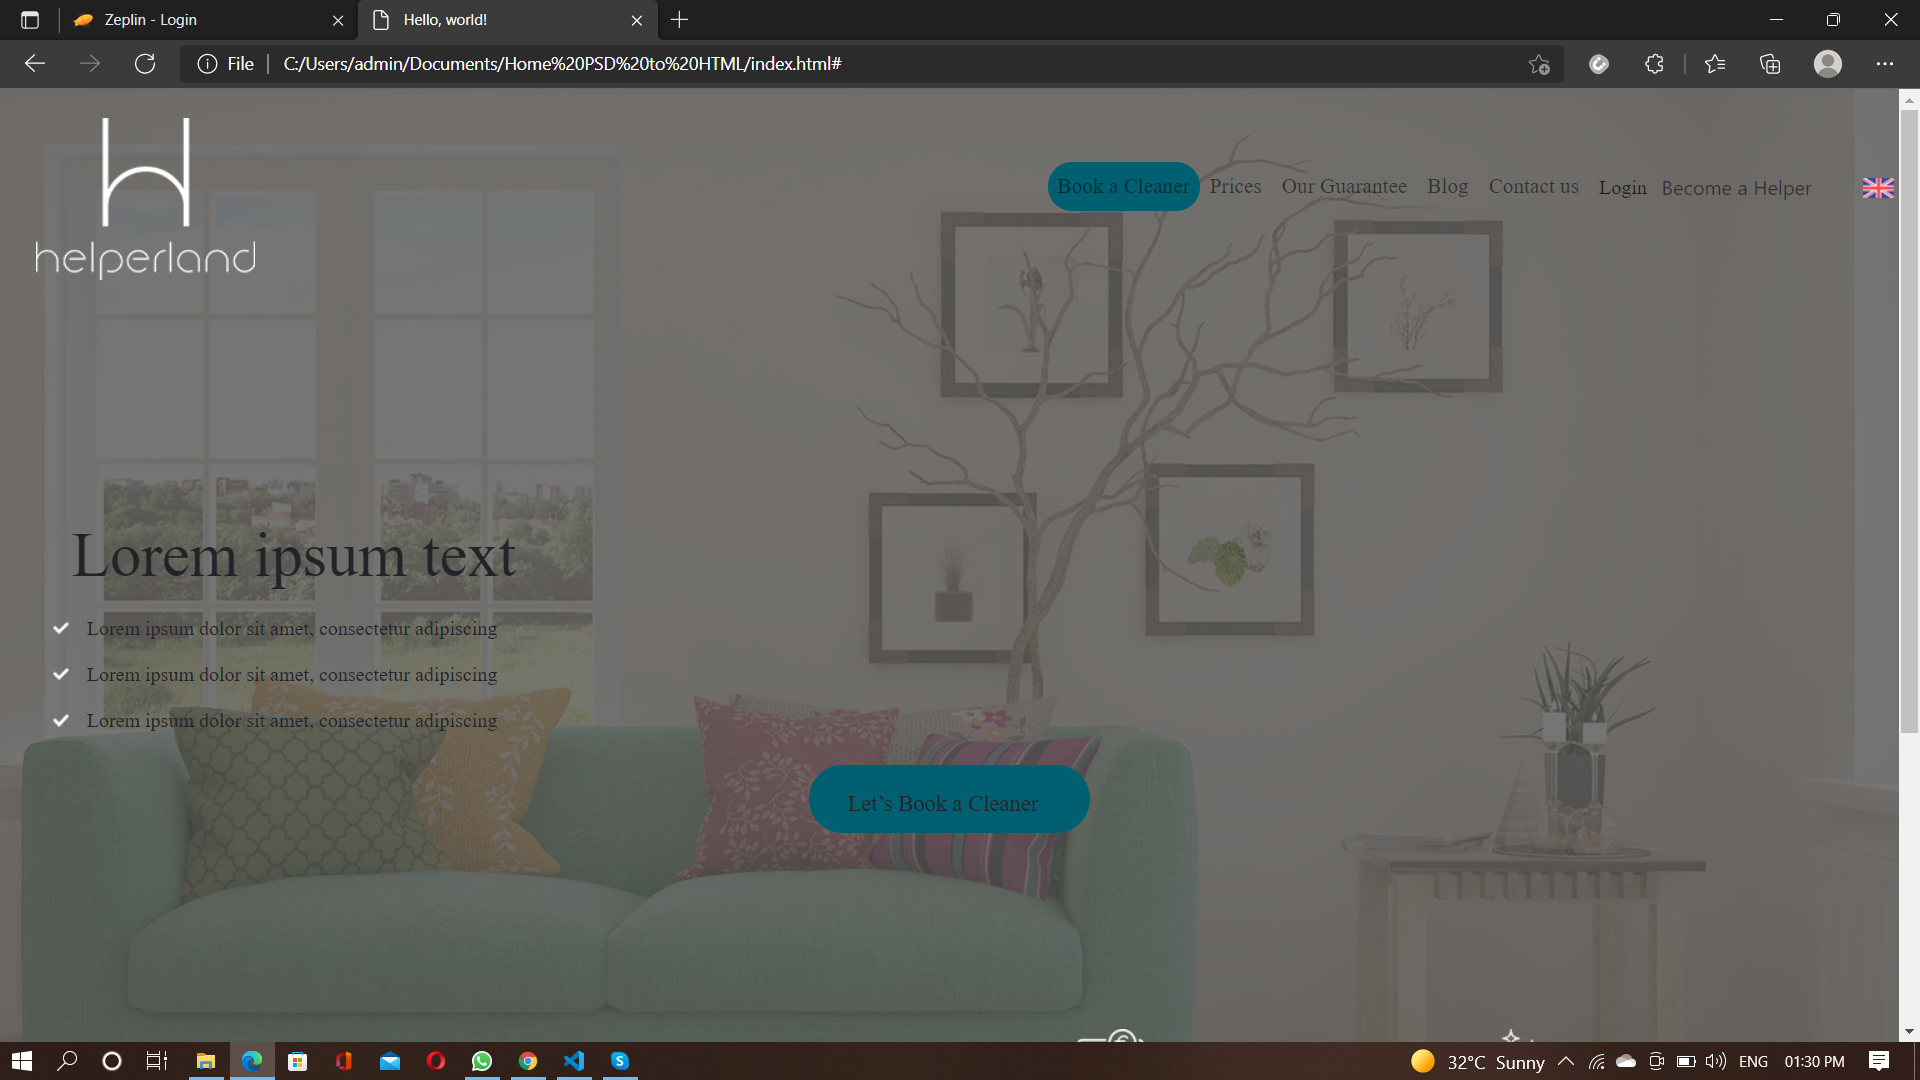 Zeplin - Login
Hello, world!
File
C:/Users/admin/Documents/Home%20PSD%20to%20HTML/index.html#
helperland
Book a Cleaner
Prices
Our Guarantee
Blog
Contact us
Login
Become a Helper
Lorem ipsum text
Lorem ipsum dolor sit amet, consectetur adipiscing
Lorem ipsum dolor sit amet, consectetur adipiscing
Lorem ipsum dolor sit amet, consectetur adipiscing
Let’s Book a Cleaner
32°C Sunny
ENG
01:30 PM